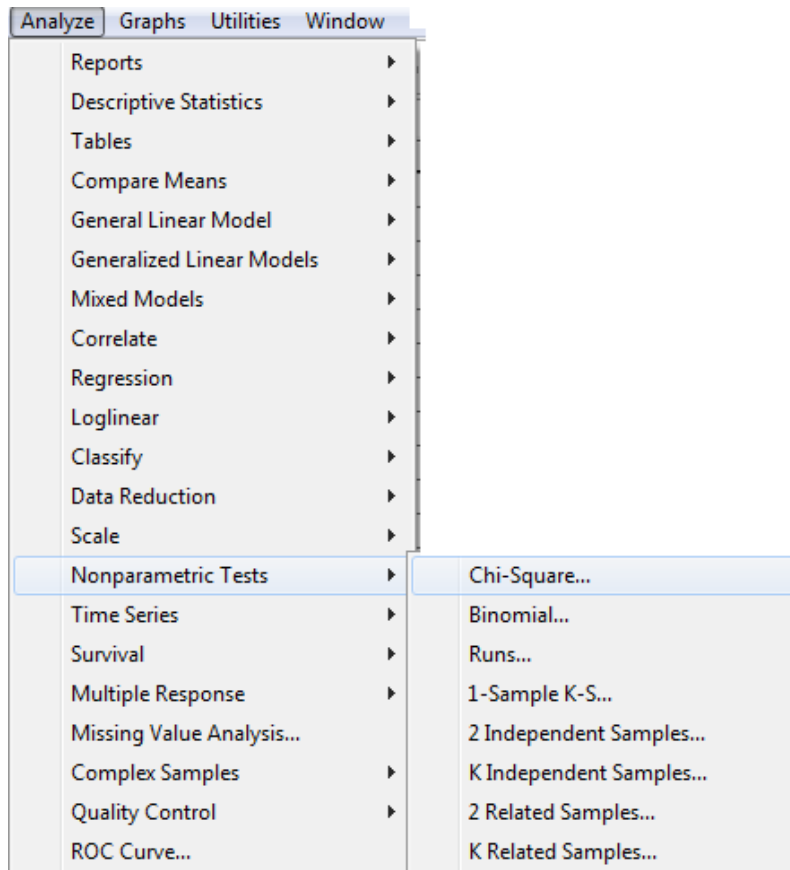 Analyze Graphs Utilities Window
Reports
Descriptive Statistics
Tables
Compare Means
General Linear Model
Generalized Linear Models
Mixed Models
Correlate
Regression
Loglinear
Classify
Data Reduction
Scale
Nonparametric Tests
Time Series
Survival
Multiple Response
Missing Value Analysis...
Complex Samples
Quality Control
ROC Curve...
Chi-Square...
Binomial...
Runs...
1-Sample K-S...
2 Independent Samples...
K Independent Samples...
2 Related Samples...
K Related Samples...